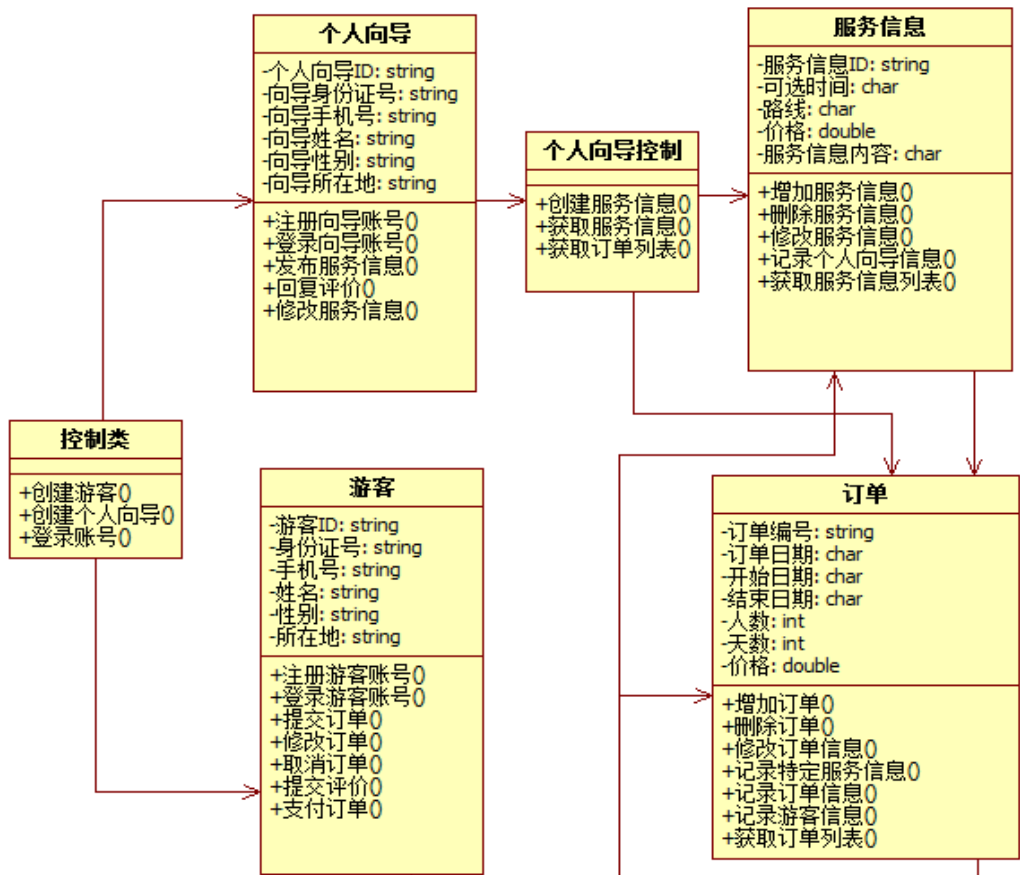 个人向导
-个人向导ID: string
-向导身份证号: string
-向导手机号: string
-向导姓名: string
-向导性别: string
-向导所在地: string
+注册向导账号()
+登录向导账号()
+发布服务信息()
+回复评价()
+修改服务信息()
个人向导控制
+创建服务信息()
+获取服务信息()
+获取订单列表()
服务信息
-服务信息ID: string
-可选时间: char
-路线: char
-价格: double
-服务信息内容: char
+增加服务信息()
+删除服务信息()
+修改服务信息()
+记录个人向导信息()
+获取服务信息列表()
控制类
+创建游客()
+创建个人向导()
+登录账号()
游客
-游客ID: string
-身份证号: string
-手机号: string
-姓名: string
-性别: string
-所在地: string
+注册游客账号()
+登录游客账号()
+提交订单()
+修改订单()
+取消订单()
+提交评价()
+支付订单()
订单
-订单编号: string
-订单日期: char
-开始日期: char
-结束日期: char
-人数: int
-天数: int
-价格: double
+增加订单()
+删除订单()
+修改订单信息()
+记录特定服务信息()
+记录订单信息()
+记录游客信息()
+获取订单列表()